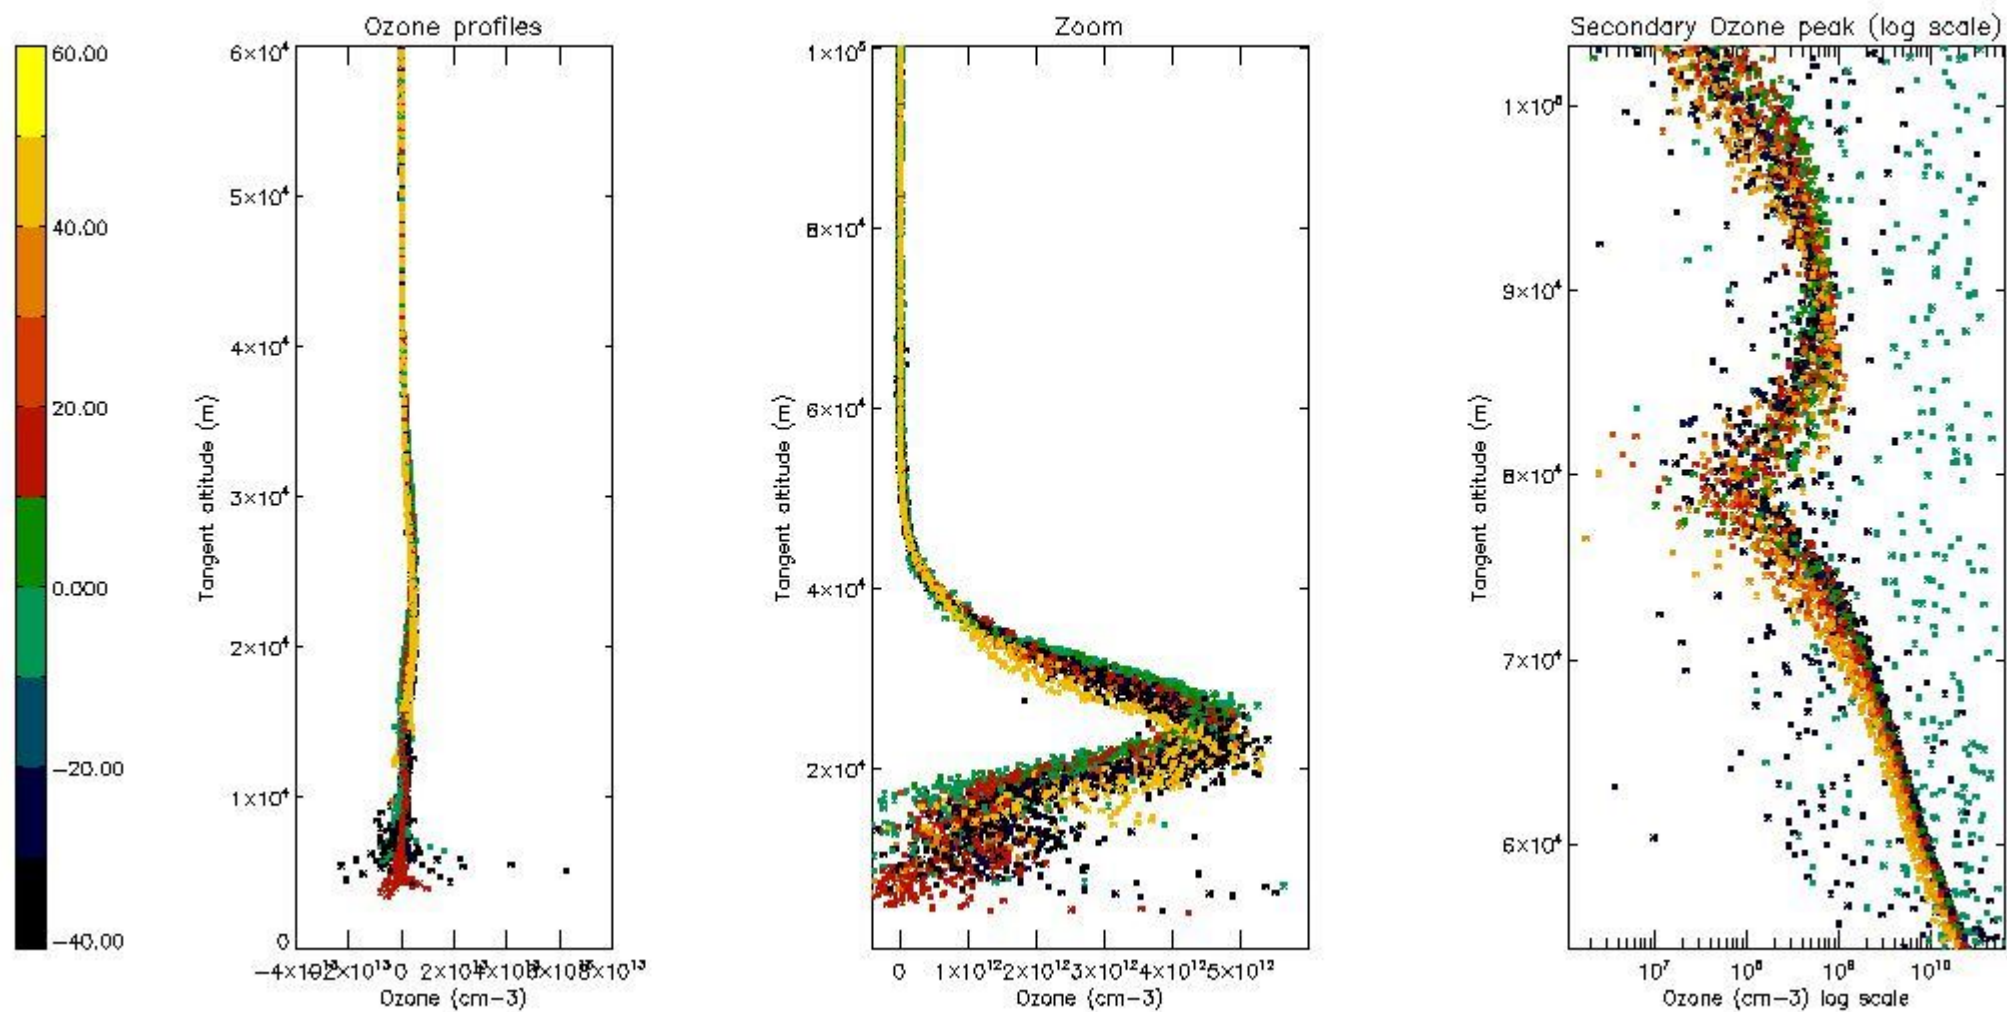 Ozone profiles
Zoom
Secondary Ozone peak (log scale)
60.00
40.00
20.00
0.000
−20.00
−40.00
6×10⁴
5×10⁴
4×10⁴
3×10⁴
2×10⁴
1×10⁴
0
Tangent altitude (m)
0
Ozone (cm−3)
1×10⁵
8×10⁴
6×10⁴
4×10⁴
2×10⁴
Tangent altitude (m)
0 1×10¹² 2×10¹² 3×10¹² 4×10¹² 5×10¹²
Ozone (cm−3)
9×10⁴
8×10⁴
7×10⁴
6×10⁴
Tangent altitude (m)
10⁷ 10⁸ 10⁹ 10¹⁰
Ozone (cm−3) log scale